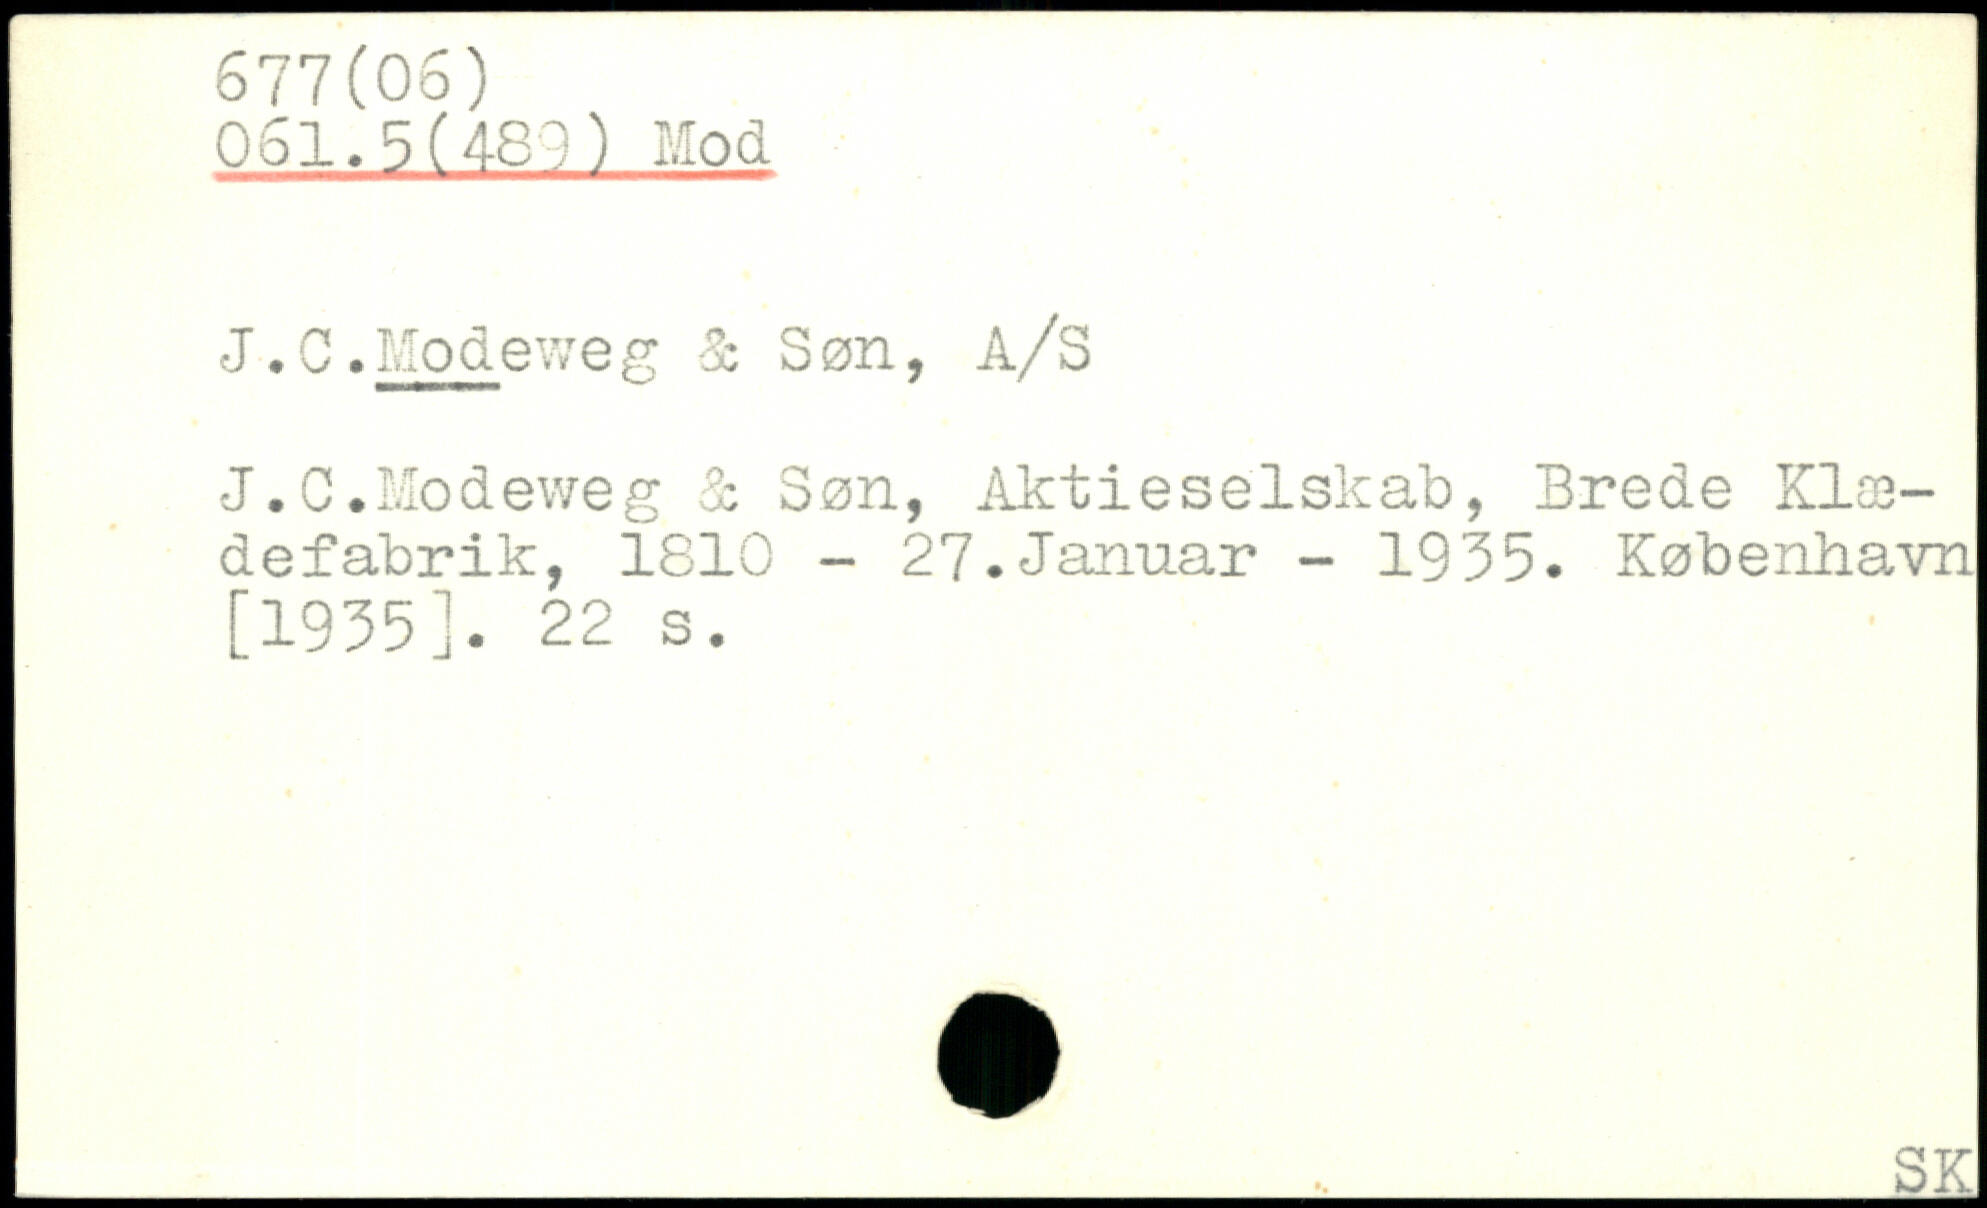 677(06)
061.5(489) Mod
J.C.Modeweg & Søn, A/S
J.C.Modeweg & Søn, Aktieselskab, Brede Klæ-
defabrik, 1810 - 27.Januar - 1935. København
[1935]. 22 s.
SK